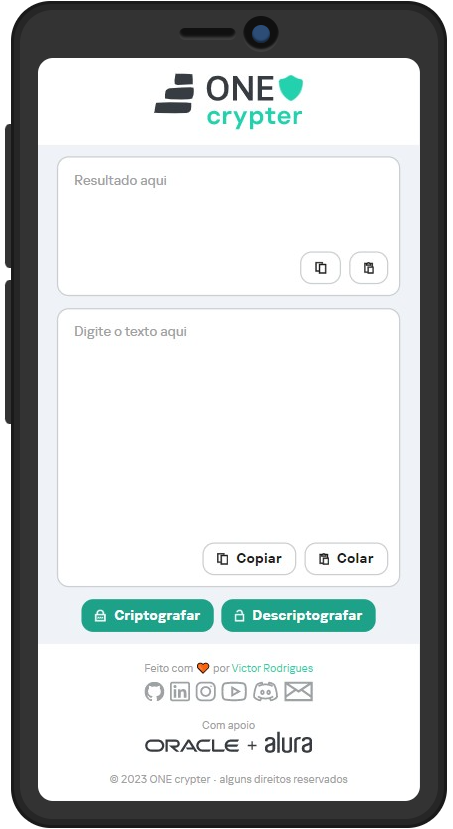 ONE
crypter
Resultado aqui
Digite o texto aqui
Copiar Colar
Criptografar Descriptografar
Feito com por Victor Rodrigues
in
Com apoio
ORACLE + alura
© 2023 ONE crypter - alguns direitos reservados